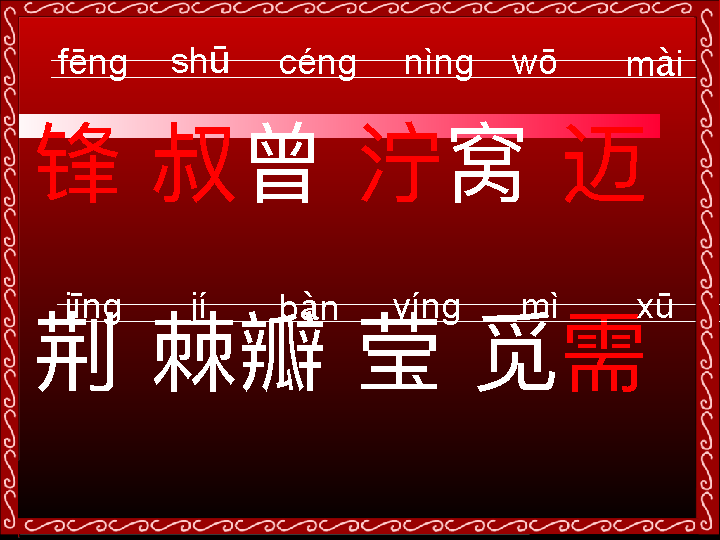 fēng shū céng nìng wō mài
锋 叔 曾 泞 窝 迈
jīng jí bàn yíng mì xū
荆 棘 瓣 莹 觅 需